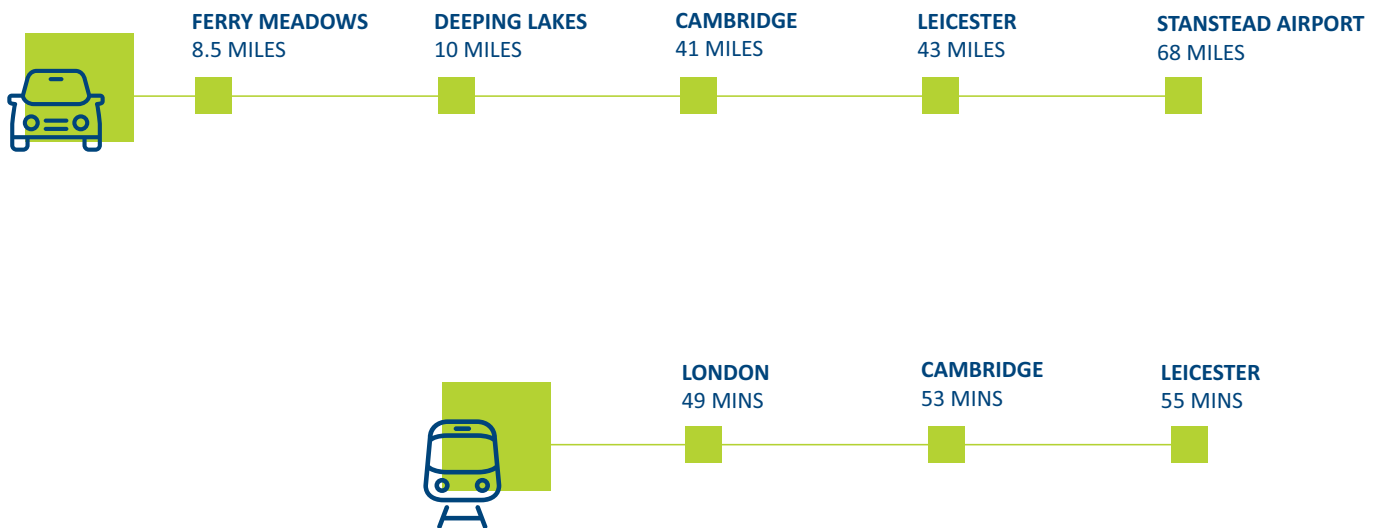 FERRY MEADOWS
8.5 MILES
DEEPING LAKES
10 MILES
CAMBRIDGE
41 MILES
LEICESTER
43 MILES
STANSTEAD AIRPORT
68 MILES
LONDON
49 MINS
CAMBRIDGE
53 MINS
LEICESTER
55 MINS